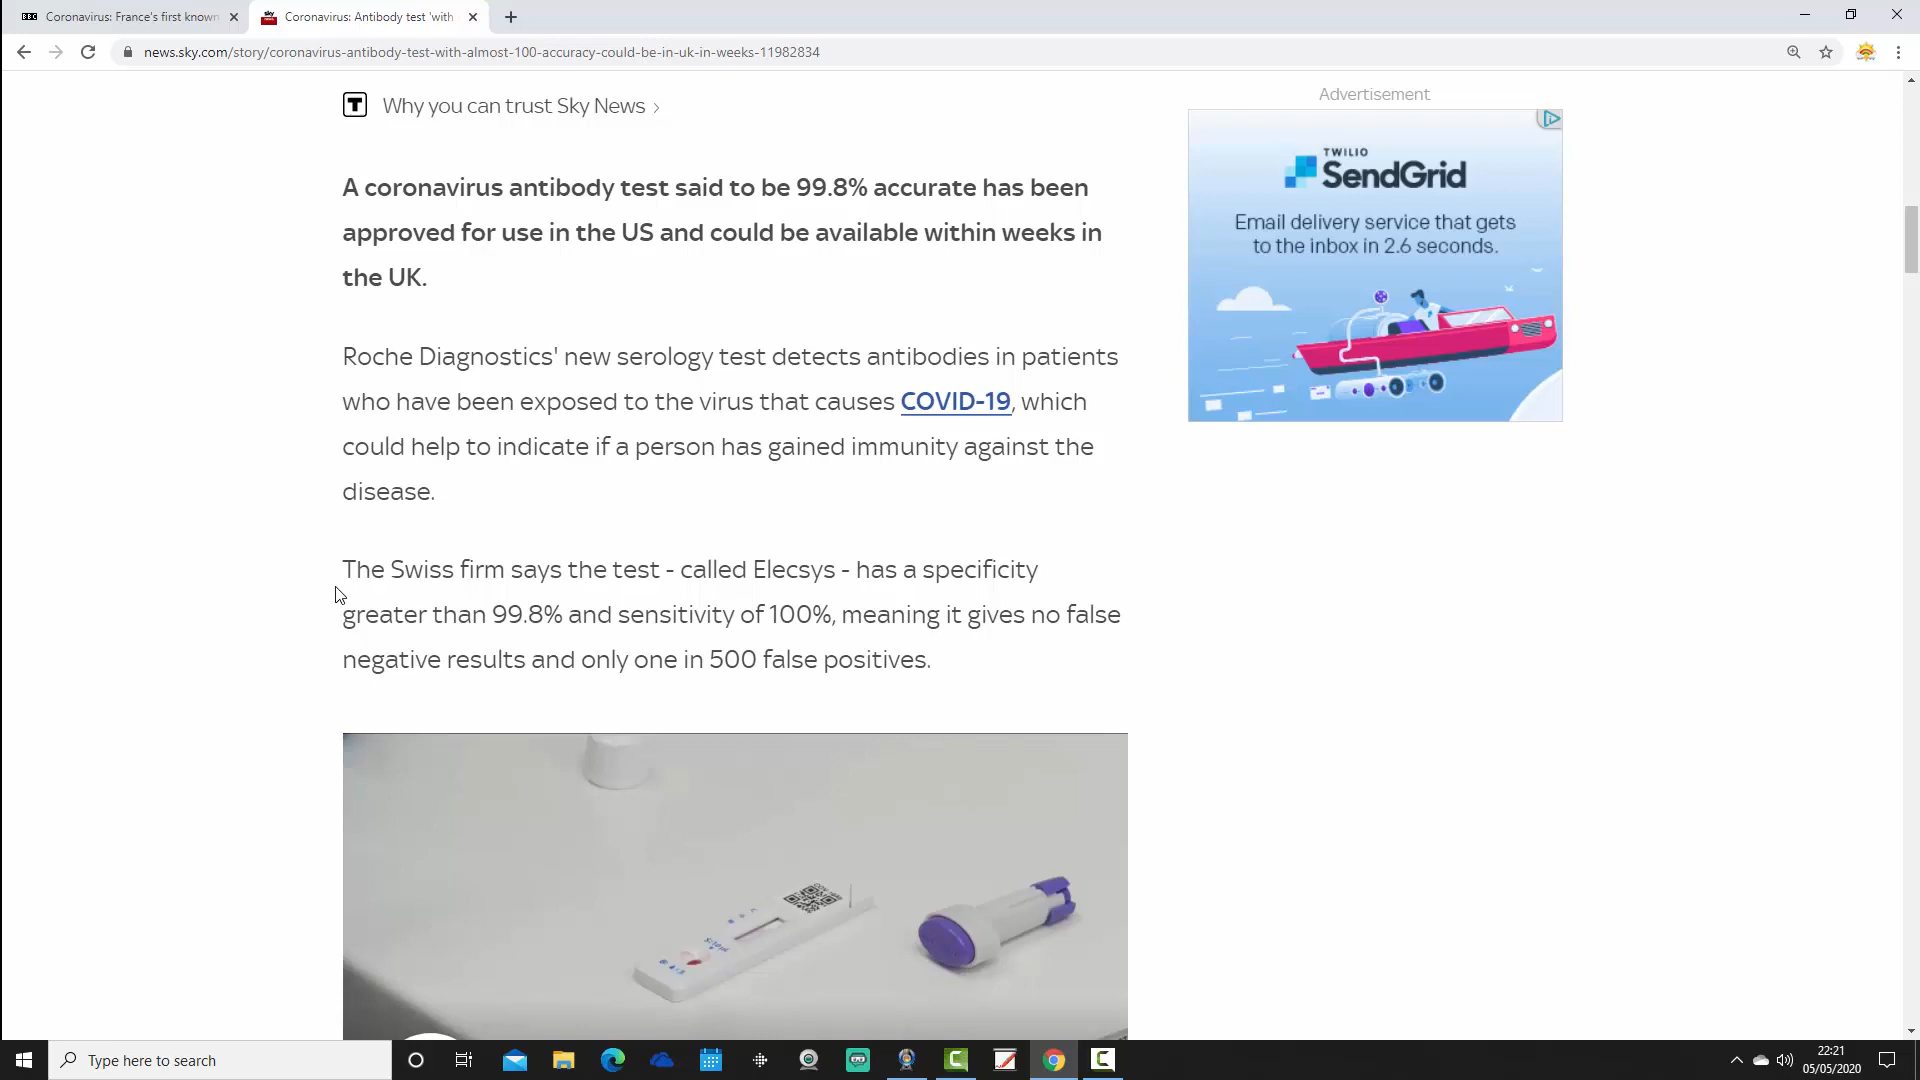 BBC Coronavirus: France's first known
sky news Coronavirus: Antibody test 'with
news.sky.com/story/coronavirus-antibody-test-with-almost-100-accuracy-could-be-in-uk-in-weeks-11982834
T Why you can trust Sky News >
Advertisement
TWILIO
SendGrid
Email delivery service that gets
to the inbox in 2.6 seconds.
A coronavirus antibody test said to be 99.8% accurate has been
approved for use in the US and could be available within weeks in
the UK.
Roche Diagnostics' new serology test detects antibodies in patients
who have been exposed to the virus that causes COVID-19, which
could help to indicate if a person has gained immunity against the
disease.
The Swiss firm says the test - called Elecsys - has a specificity
greater than 99.8% and sensitivity of 100%, meaning it gives no false
negative results and only one in 500 false positives.
Type here to search
22:21
05/05/2020